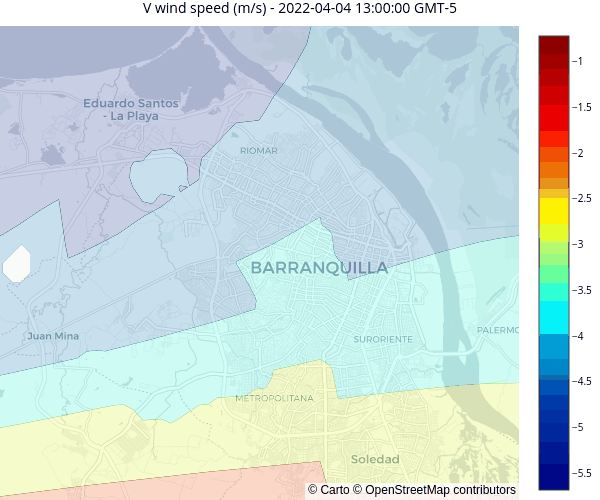 V wind speed (m/s) - 2022-04-04 13:00:00 GMT-5
Eduardo Santos
- La Playa
RIOMAR
BARRANQUILLA
Juan Mina
SURORIENTE
PALERMO
METROPOLITANA
Soledad
© Carto © OpenStreetMap contributors
−1
−1.5
−2
−2.5
−3
−3.5
−4
−4.5
−5
−5.5